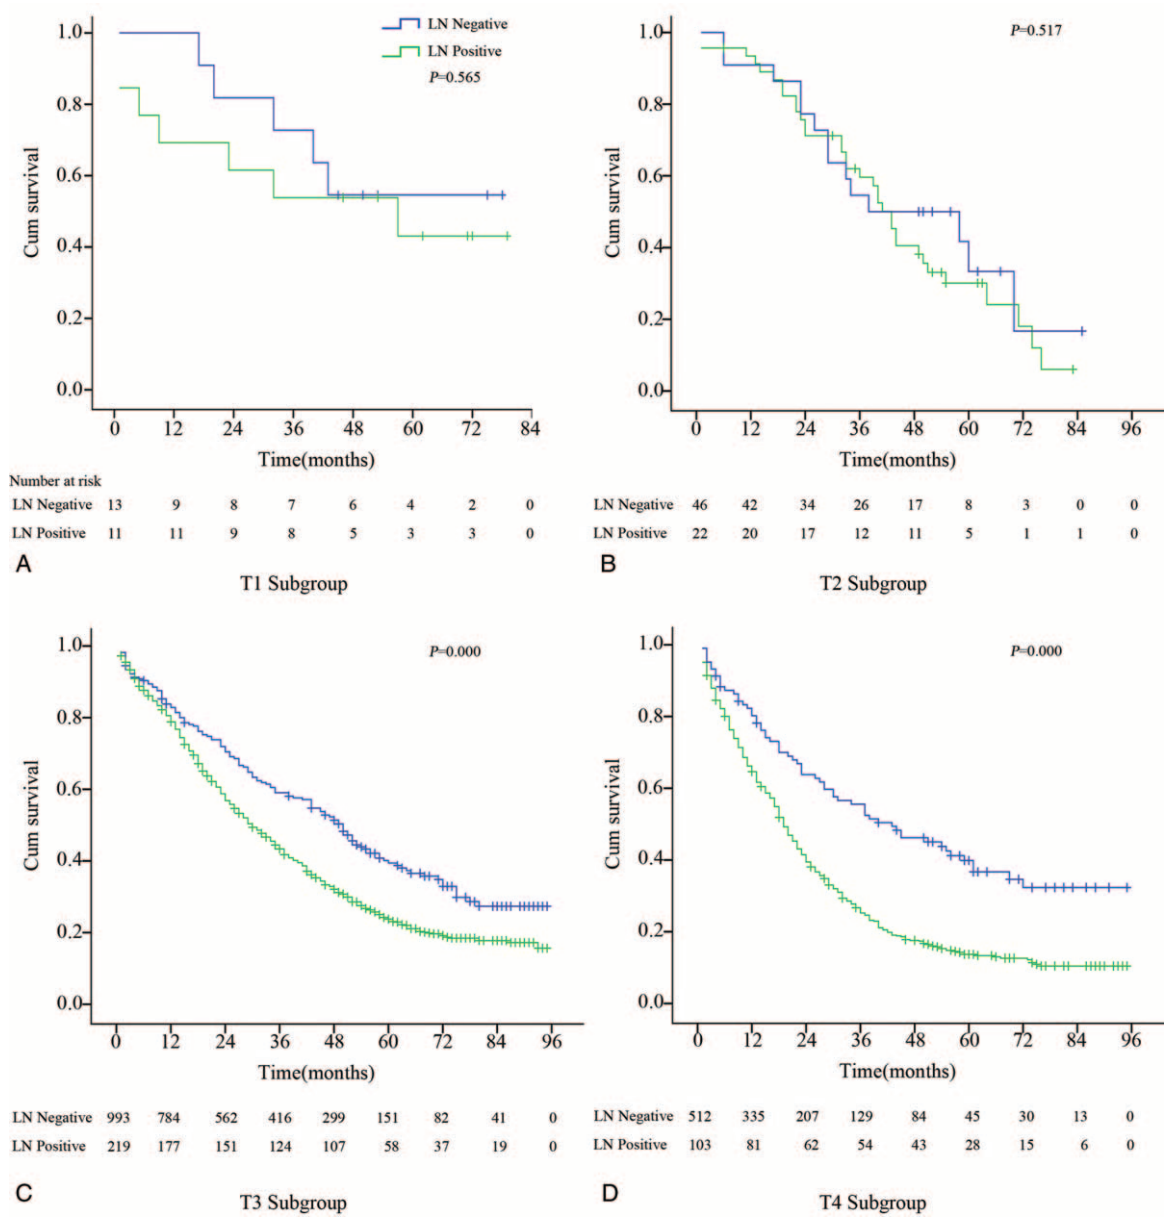 1.0
0.8
0.6
0.4
0.2
0.0
Cum survival
LN Negative
LN Positive
P=0.565
0 12 24 36 48 60 72 84
Time(months)
Number at risk
LN Negative 13 9 8 7 6 4 2 0
LN Positive 11 11 9 8 5 3 3 0
A
T1 Subgroup
1.0
0.8
0.6
0.4
0.2
0.0
Cum survival
P=0.517
0 12 24 36 48 60 72 84 96
Time(months)
LN Negative 46 42 34 26 17 8 3 0 0
LN Positive 22 20 17 12 11 5 1 1 0
B
T2 Subgroup
1.0
0.8
0.6
0.4
0.2
0.0
Cum survival
P=0.000
0 12 24 36 48 60 72 84 96
Time(months)
LN Negative 993 784 562 416 299 151 82 41 0
LN Positive 219 177 151 124 107 58 37 19 0
C
T3 Subgroup
1.0
0.8
0.6
0.4
0.2
0.0
Cum survival
P=0.000
0 12 24 36 48 60 72 84 96
Time(months)
LN Negative 512 335 207 129 84 45 30 13 0
LN Positive 103 81 62 54 43 28 15 6 0
D
T4 Subgroup